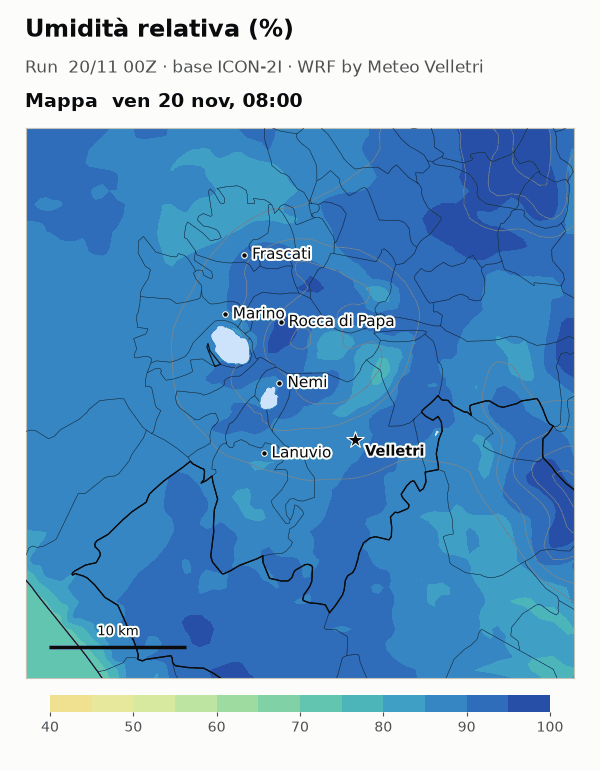 Umidità relativa (%)
Run  20/11 00Z · base ICON-2I · WRF by Meteo Velletri
Mappa  ven 20 nov, 08:00
Frascati
Marino
Rocca di Papa
Nemi
Lanuvio
Velletri
10 km
40 50 60 70 80 90 100